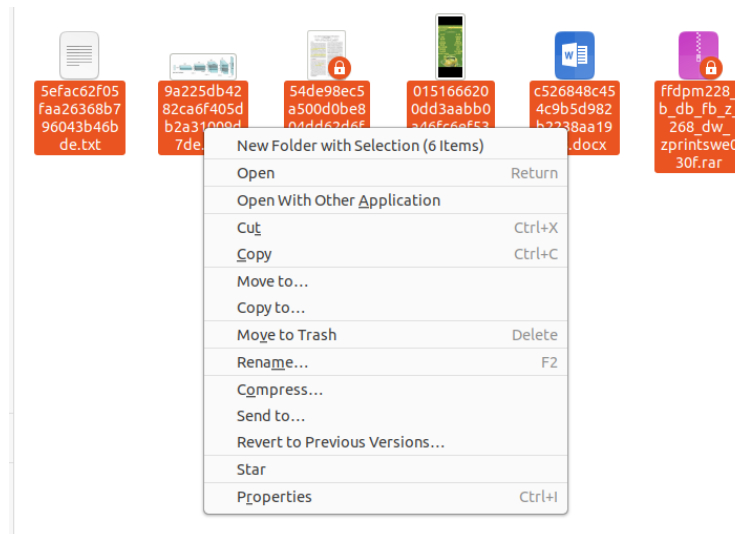 5efac62f05
faa26368b7
96043b46b
de.txt
9a225db42
82ca6f405d
b2a31009d
7de.
54de98ec5
a500d0be8
04dd62d6f
015166620
0dd3aabb0
a46fc6ef53
c526848c45
4c9b5d982
b2238aa19
.docx
ffdpm228_
b_db_fb_z_
268_dw_
zprintswe0
30f.rar
New Folder with Selection (6 Items)
Open Return
Open With Other Application
Cut Ctrl+X
Copy Ctrl+C
Move to…
Copy to…
Move to Trash Delete
Rename… F2
Compress…
Send to…
Revert to Previous Versions…
Star
Properties Ctrl+I